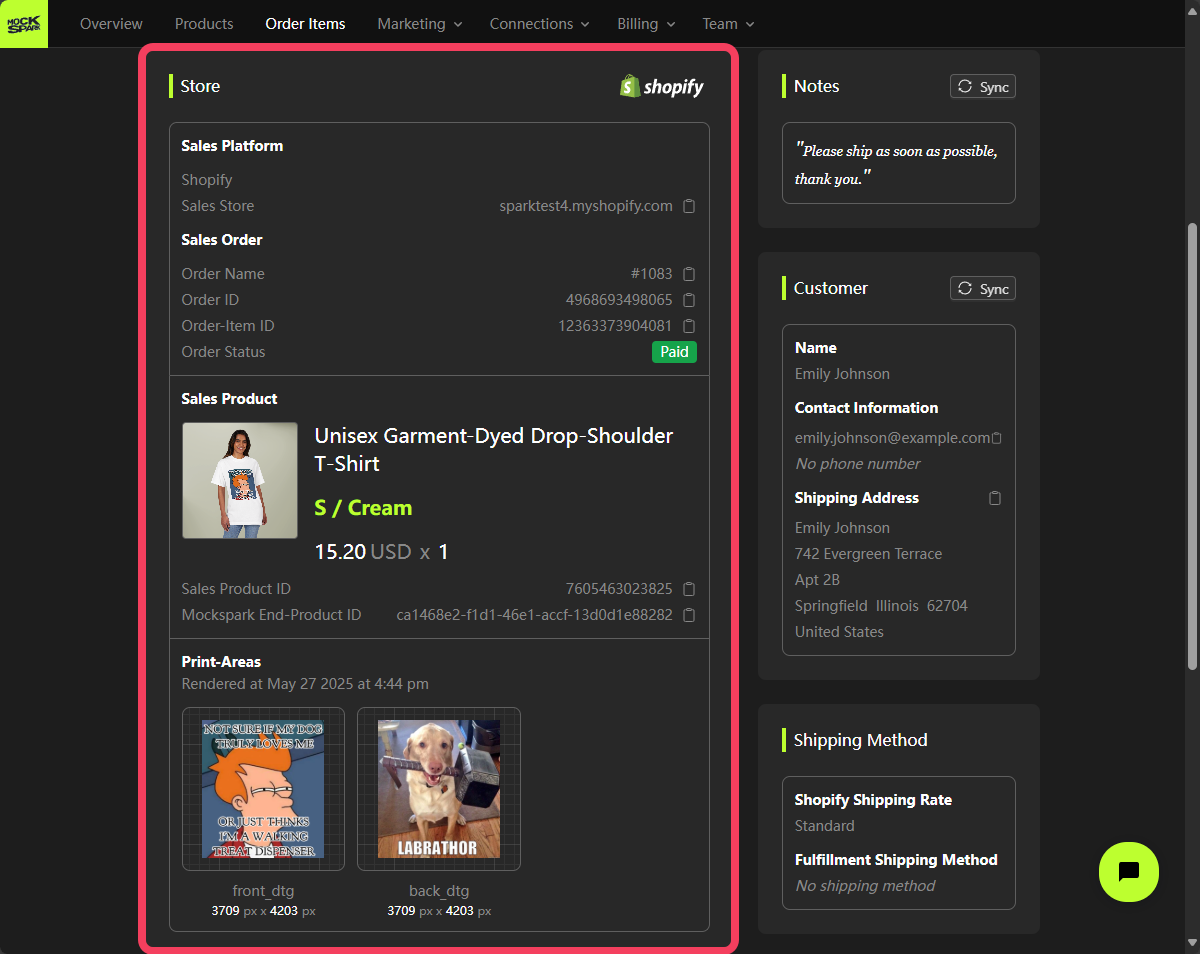 MOCK
SPARK
Overview
Products
Order Items
Marketing
Connections
Billing
Team
Store
shopify
Sales Platform
Shopify
Sales Store sparktest4.myshopify.com
Sales Order
Order Name #1083
Order ID 4968693498065
Order-Item ID 12363373904081
Order Status Paid
Sales Product
Unisex Garment-Dyed Drop-Shoulder
T-Shirt
S / Cream
15.20 USD x 1
Sales Product ID 7605463023825
Mockspark End-Product ID ca1468e2-f1d1-46e1-accf-13d0d1e88282
Print-Areas
Rendered at May 27 2025 at 4:44 pm
NOT SURE IF MY DOG
TRULY LOVES ME
OR JUST THINKS
I'M A WALKING
TREAT DISPENSER
front_dtg
3709 px x 4203 px
LABRATHOR
back_dtg
3709 px x 4203 px
Notes
Sync
"Please ship as soon as possible,
thank you."
Customer
Sync
Name
Emily Johnson
Contact Information
emily.johnson@example.com
No phone number
Shipping Address
Emily Johnson
742 Evergreen Terrace
Apt 2B
Springfield Illinois 62704
United States
Shipping Method
Shopify Shipping Rate
Standard
Fulfillment Shipping Method
No shipping method